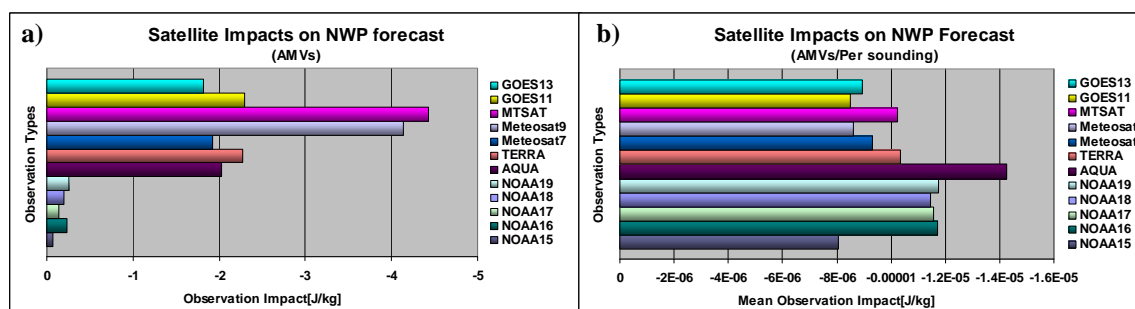 a)
Satellite Impacts on NWP forecast
(AMVs)
Observation Types
GOES13
GOES11
MTSAT
Meteosat9
Meteosat7
TERRA
AQUA
NOAA19
NOAA18
NOAA17
NOAA16
NOAA15
0 -1 -2 -3 -4 -5
Observation Impact[J/kg]
b)
Satellite Impacts on NWP Forecast
(AMVs/Per sounding)
Observation Types
GOES13
GOES11
MTSAT
Meteosat
Meteosat
TERRA
AQUA
NOAA19
NOAA18
NOAA17
NOAA16
NOAA15
0 -2E-06 -4E-06 -6E-06 -8E-06 -0.00001 -1.2E-05 -1.4E-05 -1.6E-05
Mean Observation Impact[J/kg]